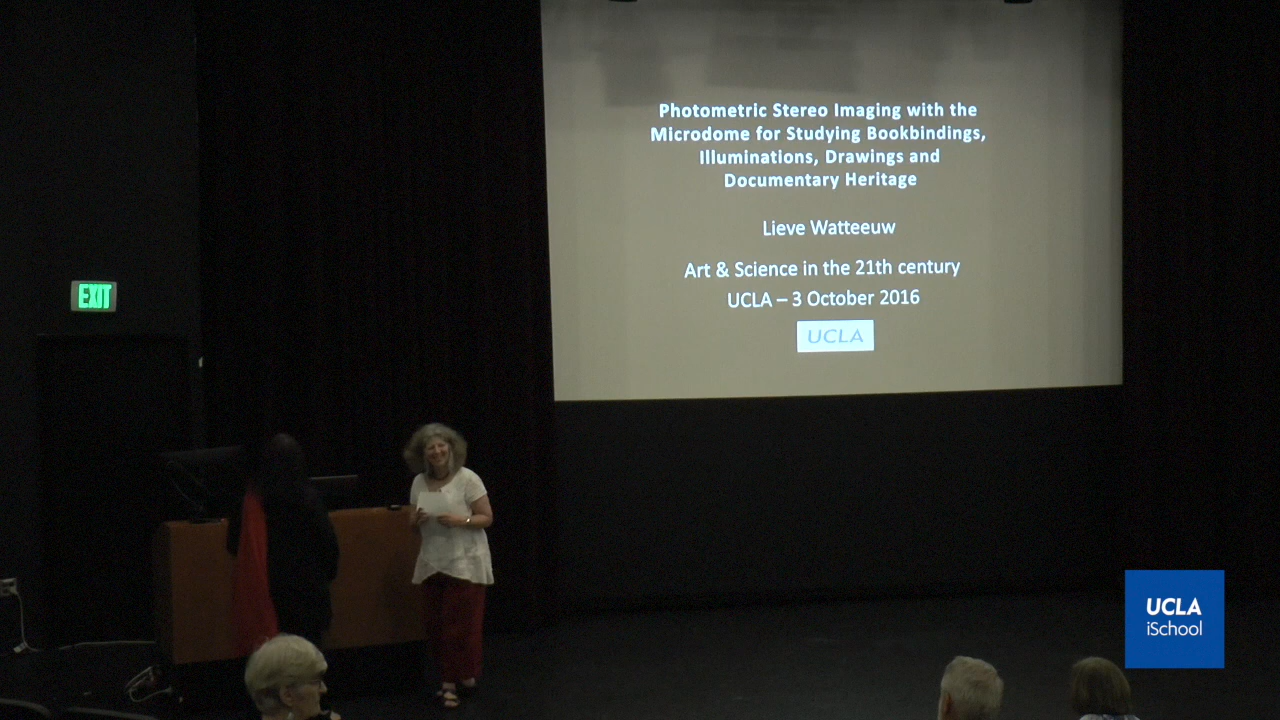 Photometric Stereo Imaging with the
Microdome for Studying Bookbindings,
Illuminations, Drawings and
Documentary Heritage
Lieve Watteeuw
Art & Science in the 21th century
UCLA – 3 October 2016
UCLA
EXIT
UCLA
iSchool